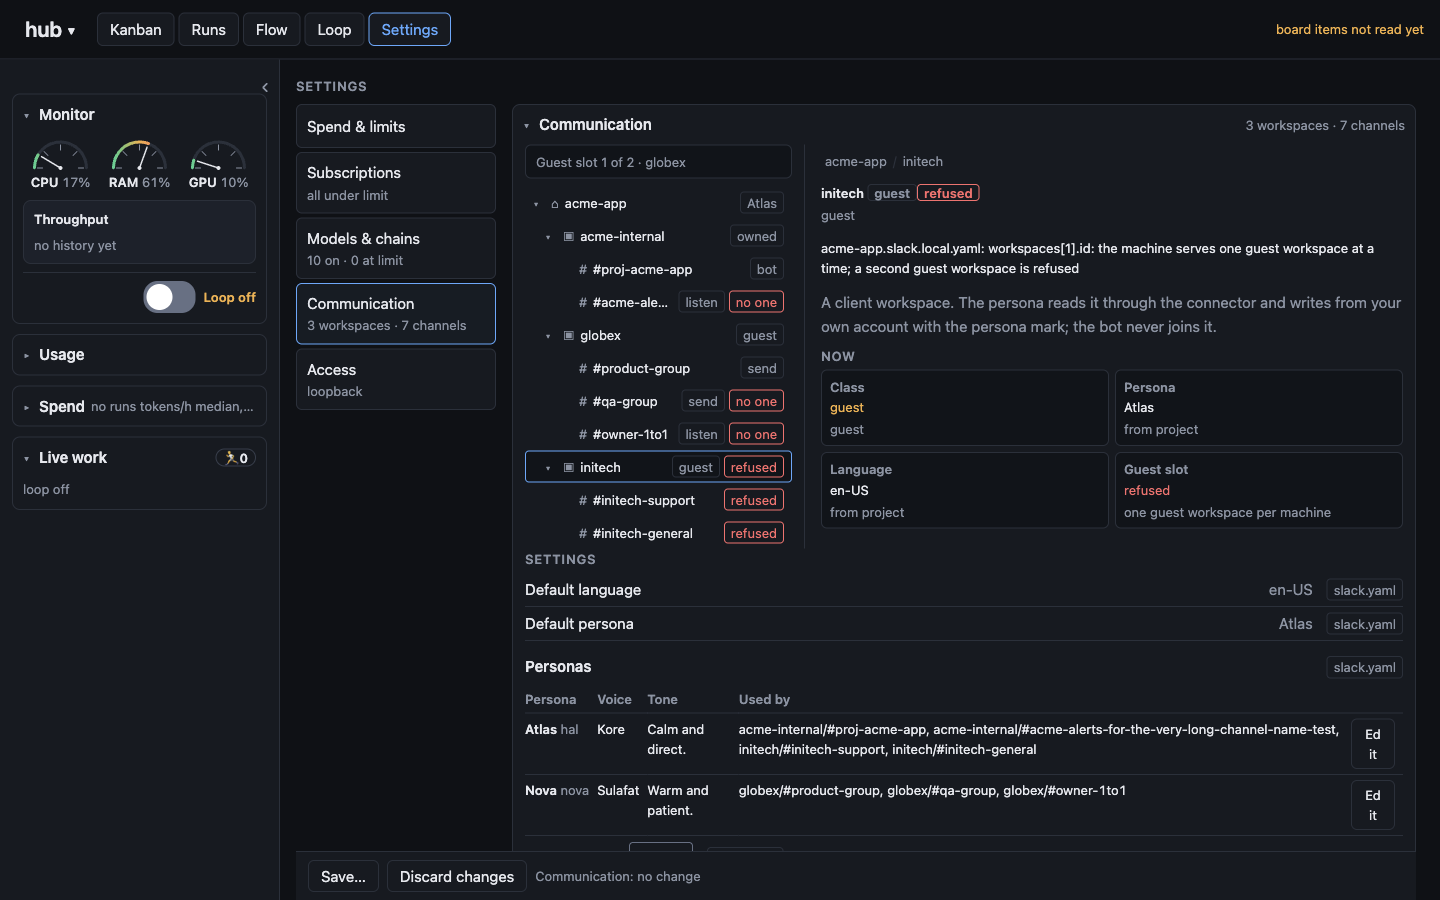 hub ▾ Kanban Runs Flow Loop Settings board items not read yet
Monitor
CPU 17% RAM 61% GPU 10%
Throughput
no history yet
Loop off
Usage
Spend no runs tokens/h median,...
Live work 0
loop off
SETTINGS
Spend & limits
Subscriptions
all under limit
Models & chains
10 on · 0 at limit
Communication
3 workspaces · 7 channels
Access
loopback
Communication 3 workspaces · 7 channels
Guest slot 1 of 2 · globex
acme-app Atlas
acme-internal owned
# #proj-acme-app bot
# #acme-ale... listen no one
globex guest
# #product-group send
# #qa-group send no one
# #owner-1to1 listen no one
initech guest refused
# #initech-support refused
# #initech-general refused
acme-app / initech
initech guest refused
guest
acme-app.slack.local.yaml: workspaces[1].id: the machine serves one guest workspace at a
time; a second guest workspace is refused
A client workspace. The persona reads it through the connector and writes from your
own account with the persona mark; the bot never joins it.
NOW
Class
guest
guest
Persona
Atlas
from project
Language
en-US
from project
Guest slot
refused
one guest workspace per machine
SETTINGS
Default language en-US slack.yaml
Default persona Atlas slack.yaml
Personas slack.yaml
Persona Voice Tone Used by
Atlas hal Kore Calm and direct. acme-internal/#proj-acme-app, acme-internal/#acme-alerts-for-the-very-long-channel-name-test,
initech/#initech-support, initech/#initech-general
Edit
Nova nova Sulafat Warm and patient. globex/#product-group, globex/#qa-group, globex/#owner-1to1
Edit
Save... Discard changes Communication: no change